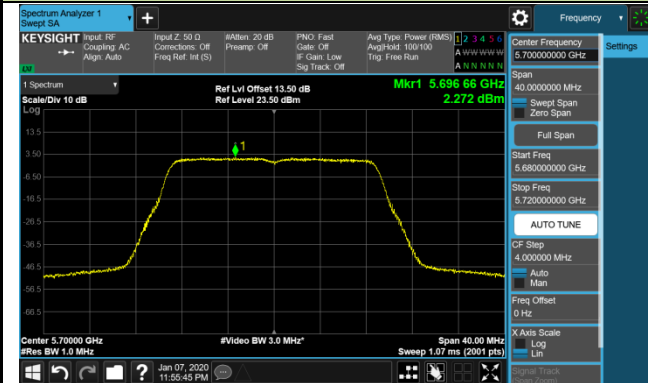 Spectrum Analyzer 1
Swept SA
+
Frequency
KEYSIGHT
Input: RF
Coupling: AC
Align: Auto
Input Z: 50 Ω
Corrections: Off
Freq Ref: Int (S)
#Atten: 20 dB
Preamp: Off
PNO: Fast
Gate: Off
IF Gain: Low
Sig Track: Off
Avg Type: Power (RMS)
Avg|Hold: 100/100
Trig: Free Run
1 2 3 4 5 6
A W W W W W
A N N N N N
1 Spectrum
Scale/Div 10 dB
Log
Ref Lvl Offset 13.50 dB
Ref Level 23.50 dBm
Mkr1 5.696 66 GHz
2.272 dBm
1
13.5
3.50
-6.50
-16.5
-26.5
-36.5
-46.5
-56.5
-66.5
Center 5.70000 GHz
#Res BW 1.0 MHz
#Video BW 3.0 MHz*
Span 40.00 MHz
Sweep 1.07 ms (2001 pts)
?
Jan 07, 2020
11:55:45 PM
Center Frequency
5.700000000 GHz
Settings
Span
40.0000000 MHz
Swept Span
Zero Span
Full Span
Start Freq
5.680000000 GHz
Stop Freq
5.720000000 GHz
AUTO TUNE
CF Step
4.000000 MHz
Auto
Man
Freq Offset
0 Hz
X Axis Scale
Log
Lin
Signal Track
(Span Zoom)